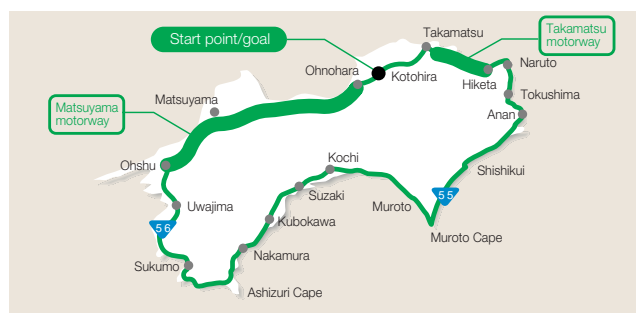 Takamatsu
Takamatsu
motorway
Start point/goal
Naruto
Ohnohara
Kotohira
Hiketa
Matsuyama
Tokushima
Matsuyama
motorway
Anan
Kochi
Ohshu
Shishikui
Suzaki
55
Uwajima
Muroto
Kubokawa
56
Muroto Cape
Nakamura
Sukumo
Ashizuri Cape